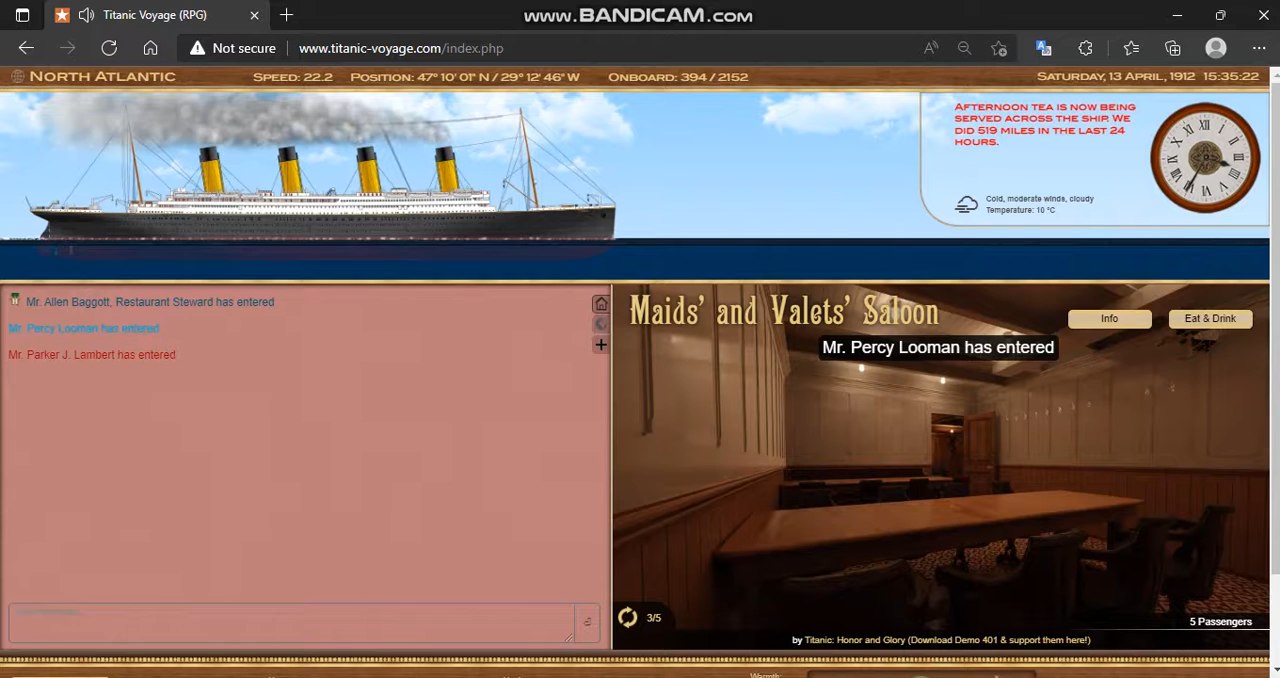 www.BANDICAM.com
Titanic Voyage (RPG)
Not secure
www.titanic-voyage.com/index.php
North Atlantic
Speed: 22.2
Position: 47° 10' 01" N / 29° 12' 46" W
Onboard: 394 / 2152
Saturday, 13 April, 1912 15:35:22
Afternoon tea is now being
served across the ship. We
did 519 miles in the last 24
hours.
Cold, moderate winds, cloudy
Temperature: 10 °C
Mr. Allen Baggott, Restaurant Steward has entered
Mr. Percy Looman has entered
Mr. Parker J. Lambert has entered
Maids' and Valets' Saloon
Info
Eat & Drink
Mr. Percy Looman has entered
3/5
5 Passengers
by Titanic: Honor and Glory (Download Demo 401 & support them here!)
Warmth: